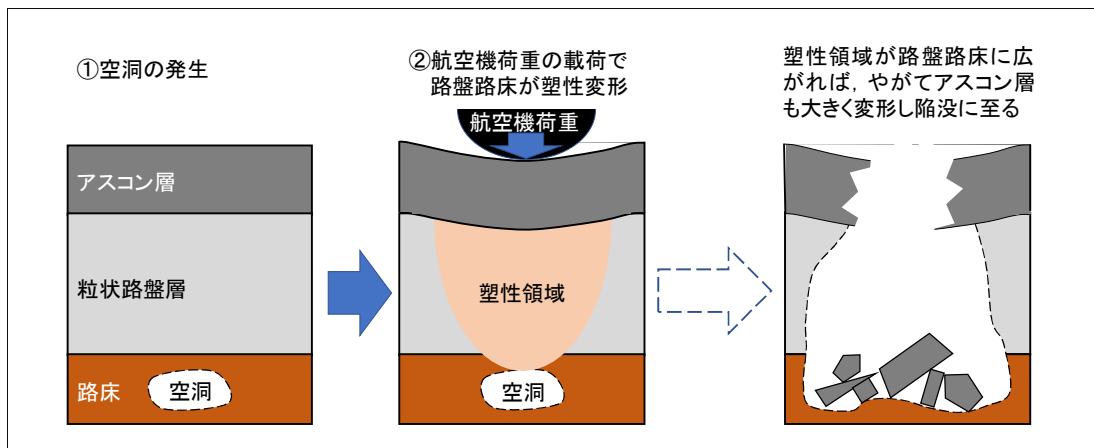 ①空洞の発生
②航空機荷重の載荷で
路盤路床が塑性変形
塑性領域が路盤路床に広
がれば，やがてアスコン層
も大きく変形し陥没に至る
航空機荷重
アスコン層
粒状路盤層
塑性領域
路床
空洞
空洞